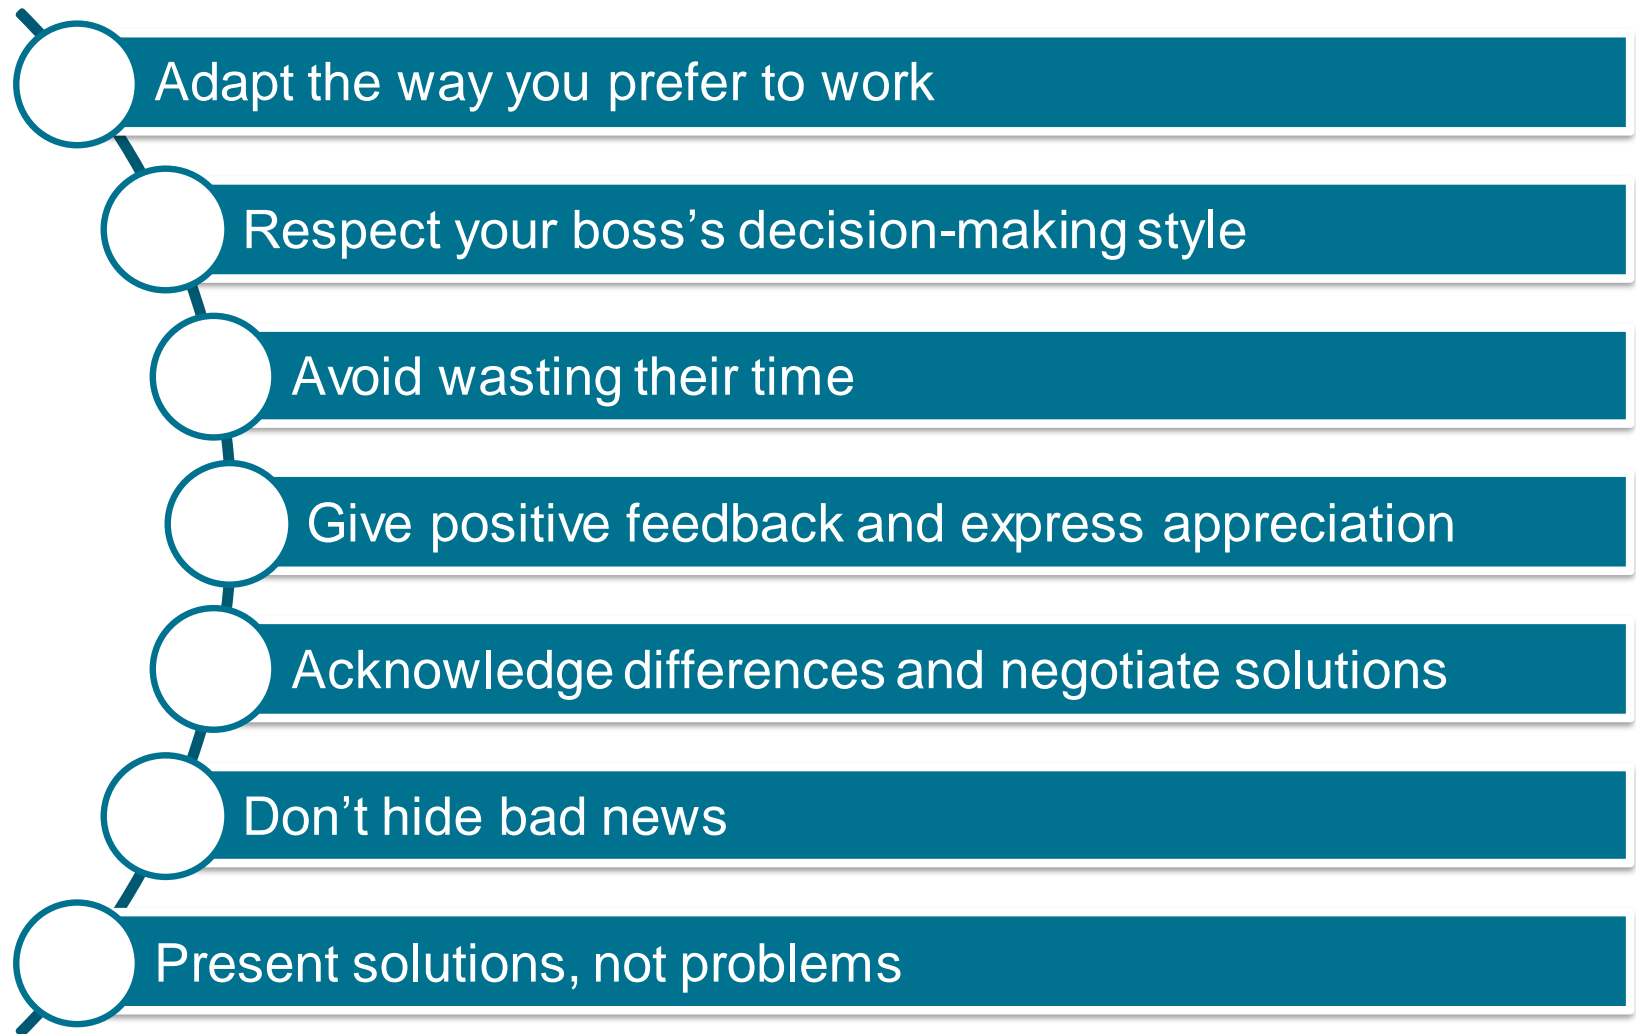 Adapt the way you prefer to work
Respect your boss’s decision-making style
Avoid wasting their time
Give positive feedback and express appreciation
Acknowledge differences and negotiate solutions
Don’t hide bad news
Present solutions, not problems